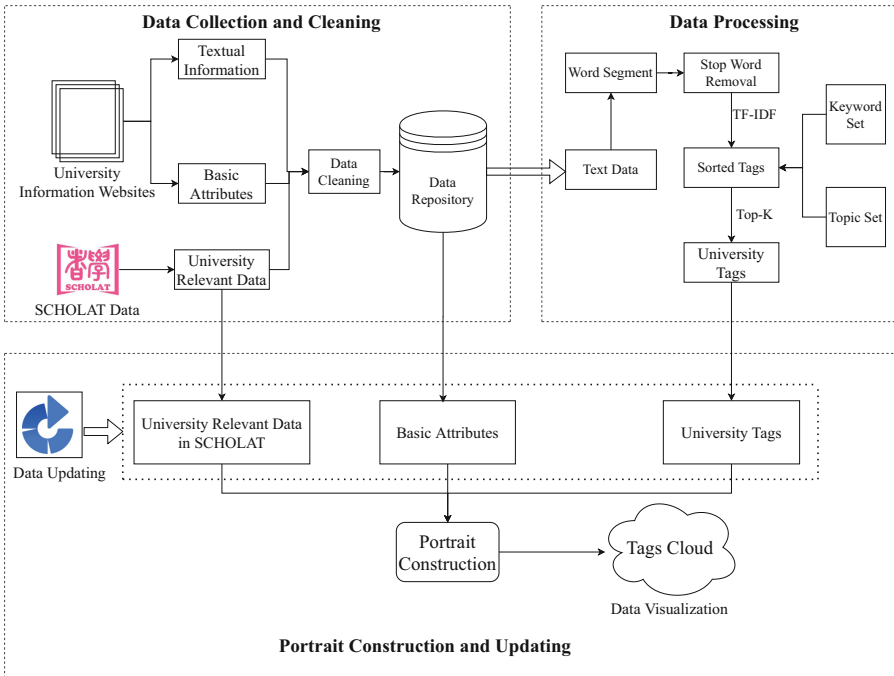 Data Collection and Cleaning
Textual
Information
University
Information Websites
Basic
Attributes
Data
Cleaning
Data
Repository
香學
SCHOLAT
SCHOLAT Data
University
Relevant Data
Data Processing
Word Segment
Stop Word
Removal
TF-IDF
Keyword
Set
Text Data
Sorted Tags
Top-K
Topic Set
University
Tags
Data Updating
University Relevant Data
in SCHOLAT
Basic Attributes
University Tags
Portrait
Construction
Tags Cloud
Data Visualization
Portrait Construction and Updating